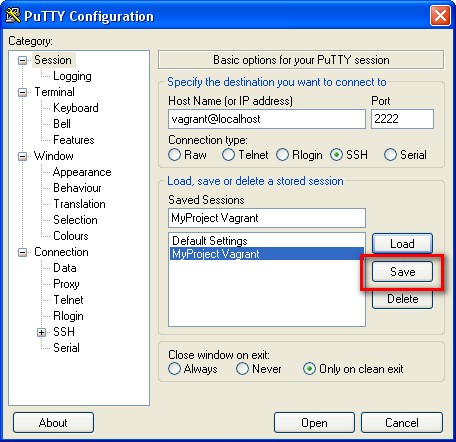 PuTTY Configuration
Category:
Session
Logging
Terminal
Keyboard
Bell
Features
Window
Appearance
Behaviour
Translation
Selection
Colours
Connection
Data
Proxy
Telnet
Rlogin
SSH
Serial
Basic options for your PuTTY session
Specify the destination you want to connect to
Host Name (or IP address) Port
vagrant@localhost 2222
Connection type:
Raw Telnet Rlogin SSH Serial
Load, save or delete a stored session
Saved Sessions
MyProject Vagrant
Default Settings
MyProject Vagrant
Load
Save
Delete
Close window on exit:
Always Never Only on clean exit
About Open Cancel